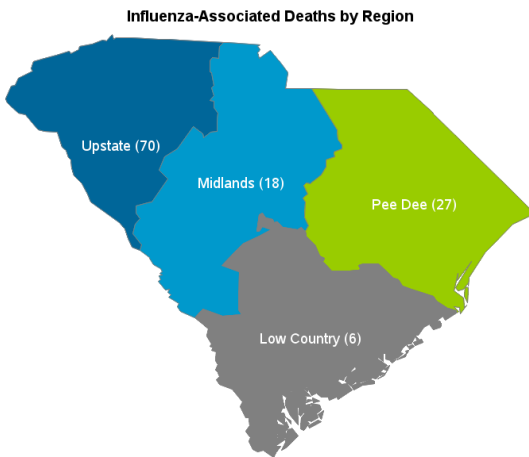 Influenza-Associated Deaths by Region
Upstate (70)
Midlands (18)
Pee Dee (27)
Low Country (6)